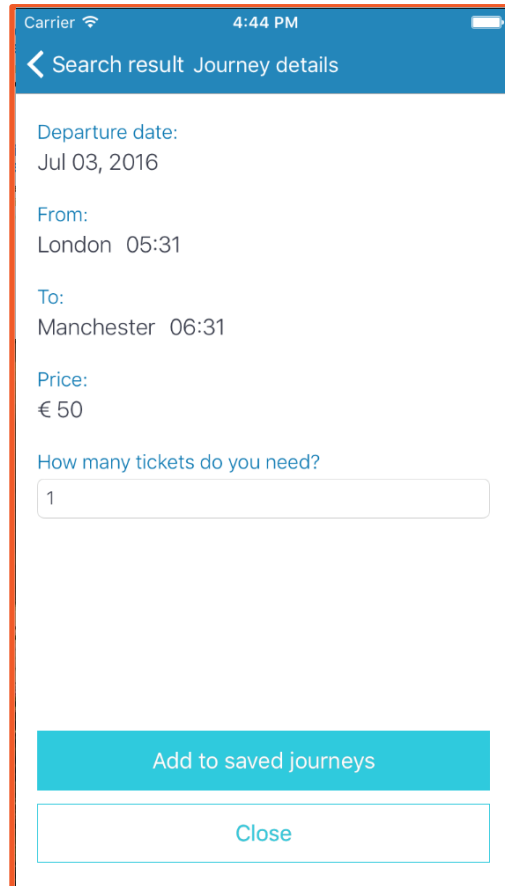 Carrier 4:44 PM
Search result Journey details
Departure date:
Jul 03, 2016
From:
London 05:31
To:
Manchester 06:31
Price:
€ 50
How many tickets do you need?
1
Add to saved journeys
Close